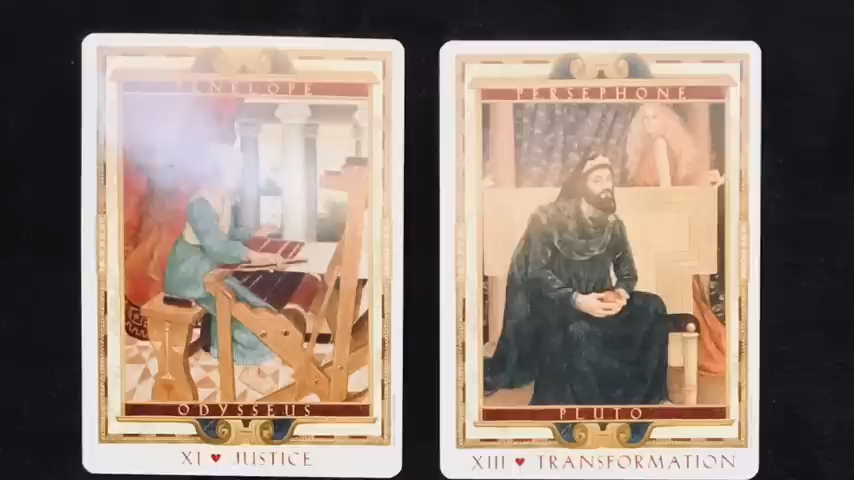 PENELOPE
ODYSSEUS
XI ♥ JUSTICE
PERSEPHONE
PLUTO
XIII ♥ TRANSFORMATION